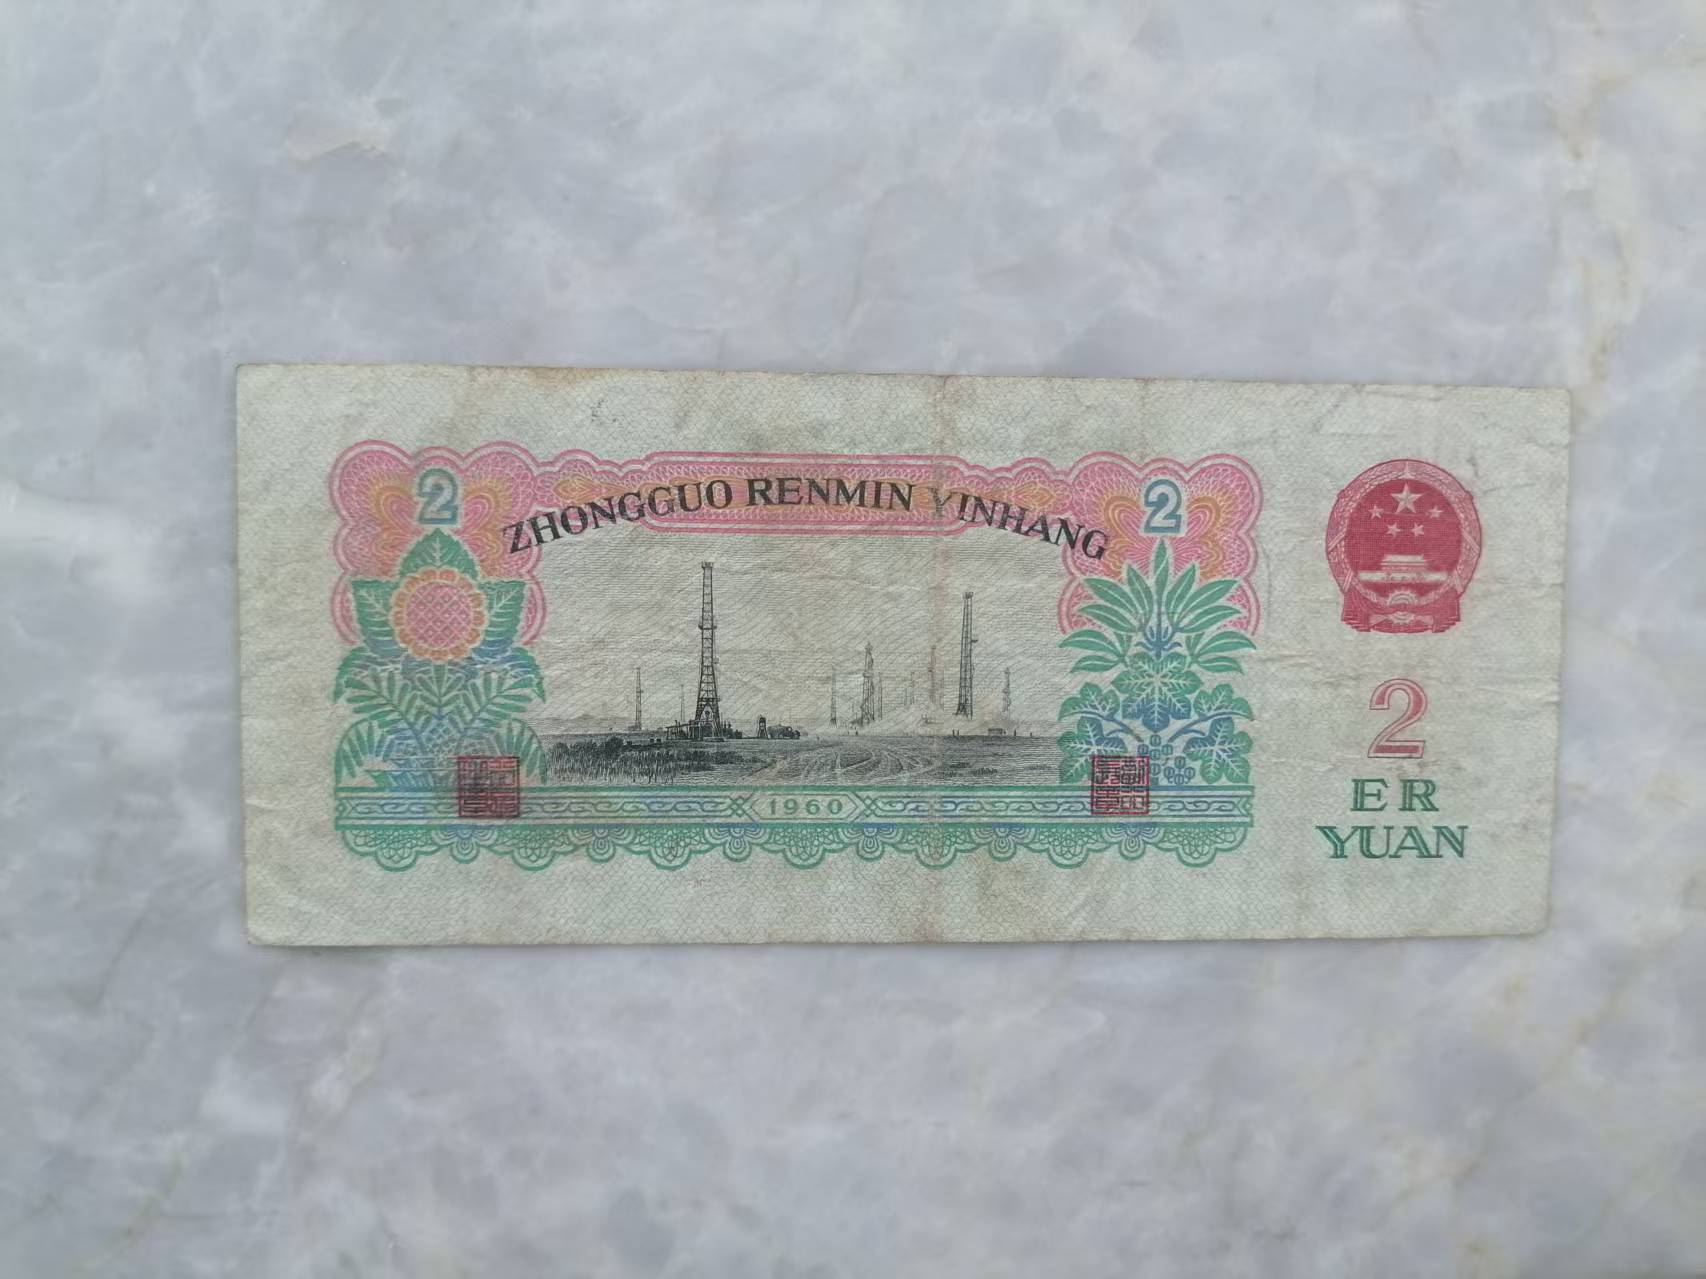 2
2
ZHONGGUO RENMIN YINHANG
1960
2
ER
YUAN